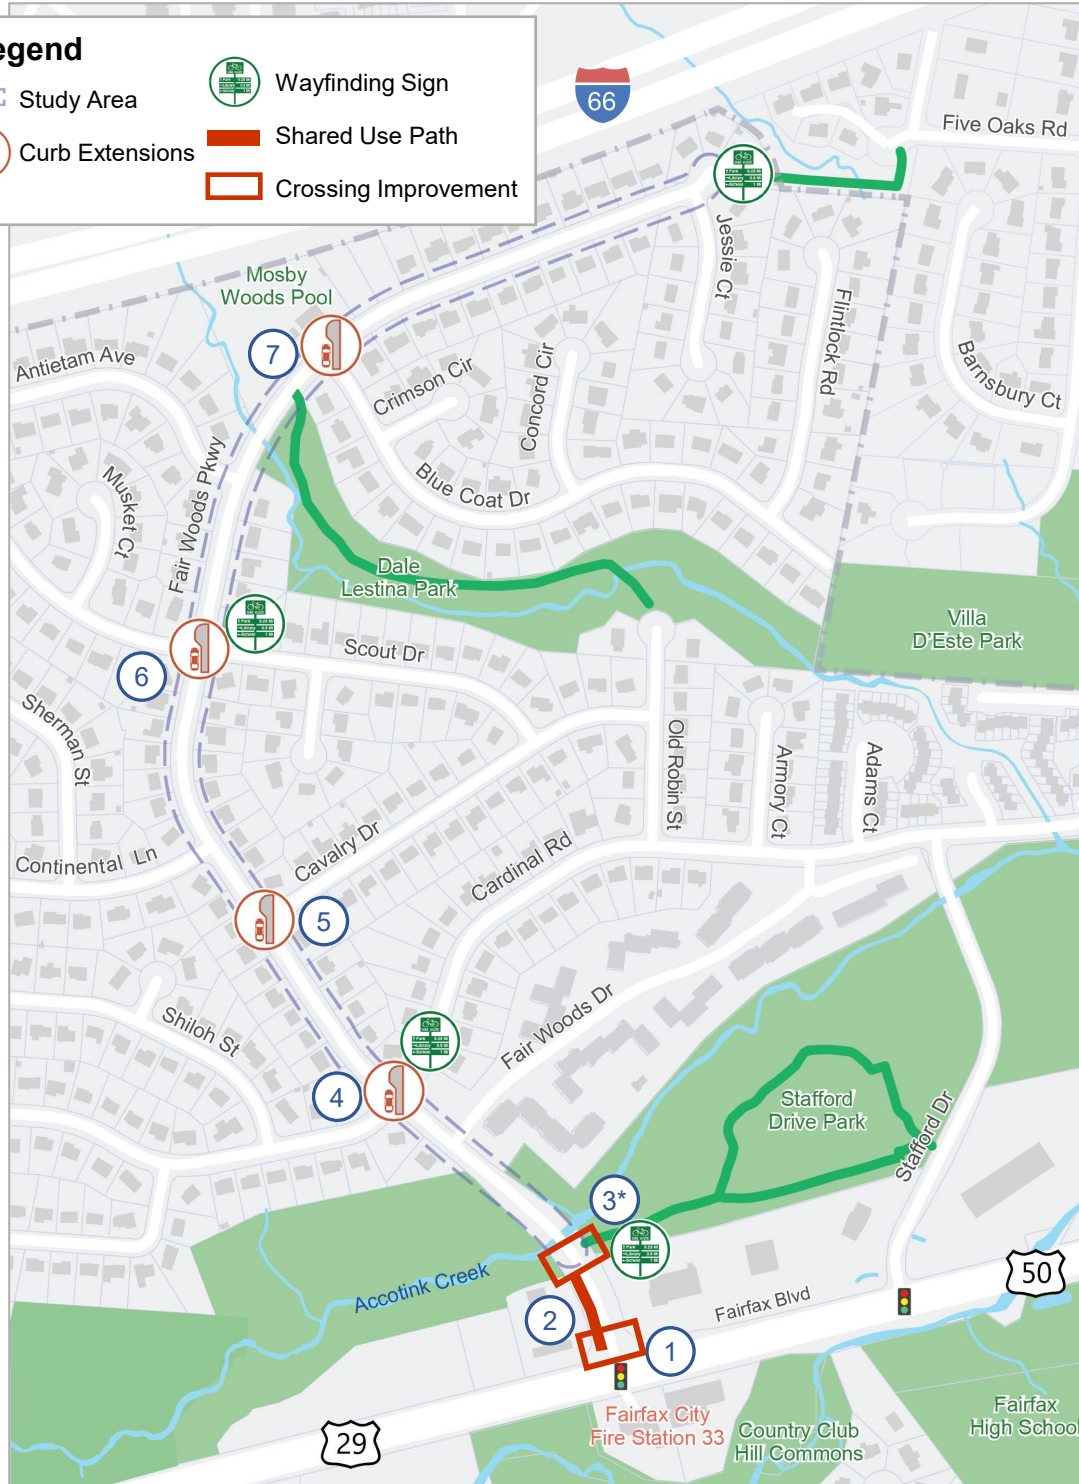 egend
Study Area
Curb Extensions
Wayfinding Sign
Shared Use Path
Crossing Improvement
66
Five Oaks Rd
Jessie Ct
Flintlock Rd
Barnsbury Ct
Mosby
Woods Pool
7
Antietam Ave
Crimson Cir
Concord Cir
Blue Coat Dr
Musket Ct
Fair Woods Pkwy
Dale
Lestina Park
Villa
D'Este Park
6
Scout Dr
Sherman St
Old Robin St
Armory Ct
Adams Ct
Continental Ln
Cavalry Dr
Cardinal Rd
5
Shiloh St
Fair Woods Dr
4
Stafford
Drive Park
Stafford Dr
3*
Accotink Creek
50
2
Fairfax Blvd
1
29
Fairfax City
Fire Station 33
Country Club
Hill Commons
Fairfax
High School